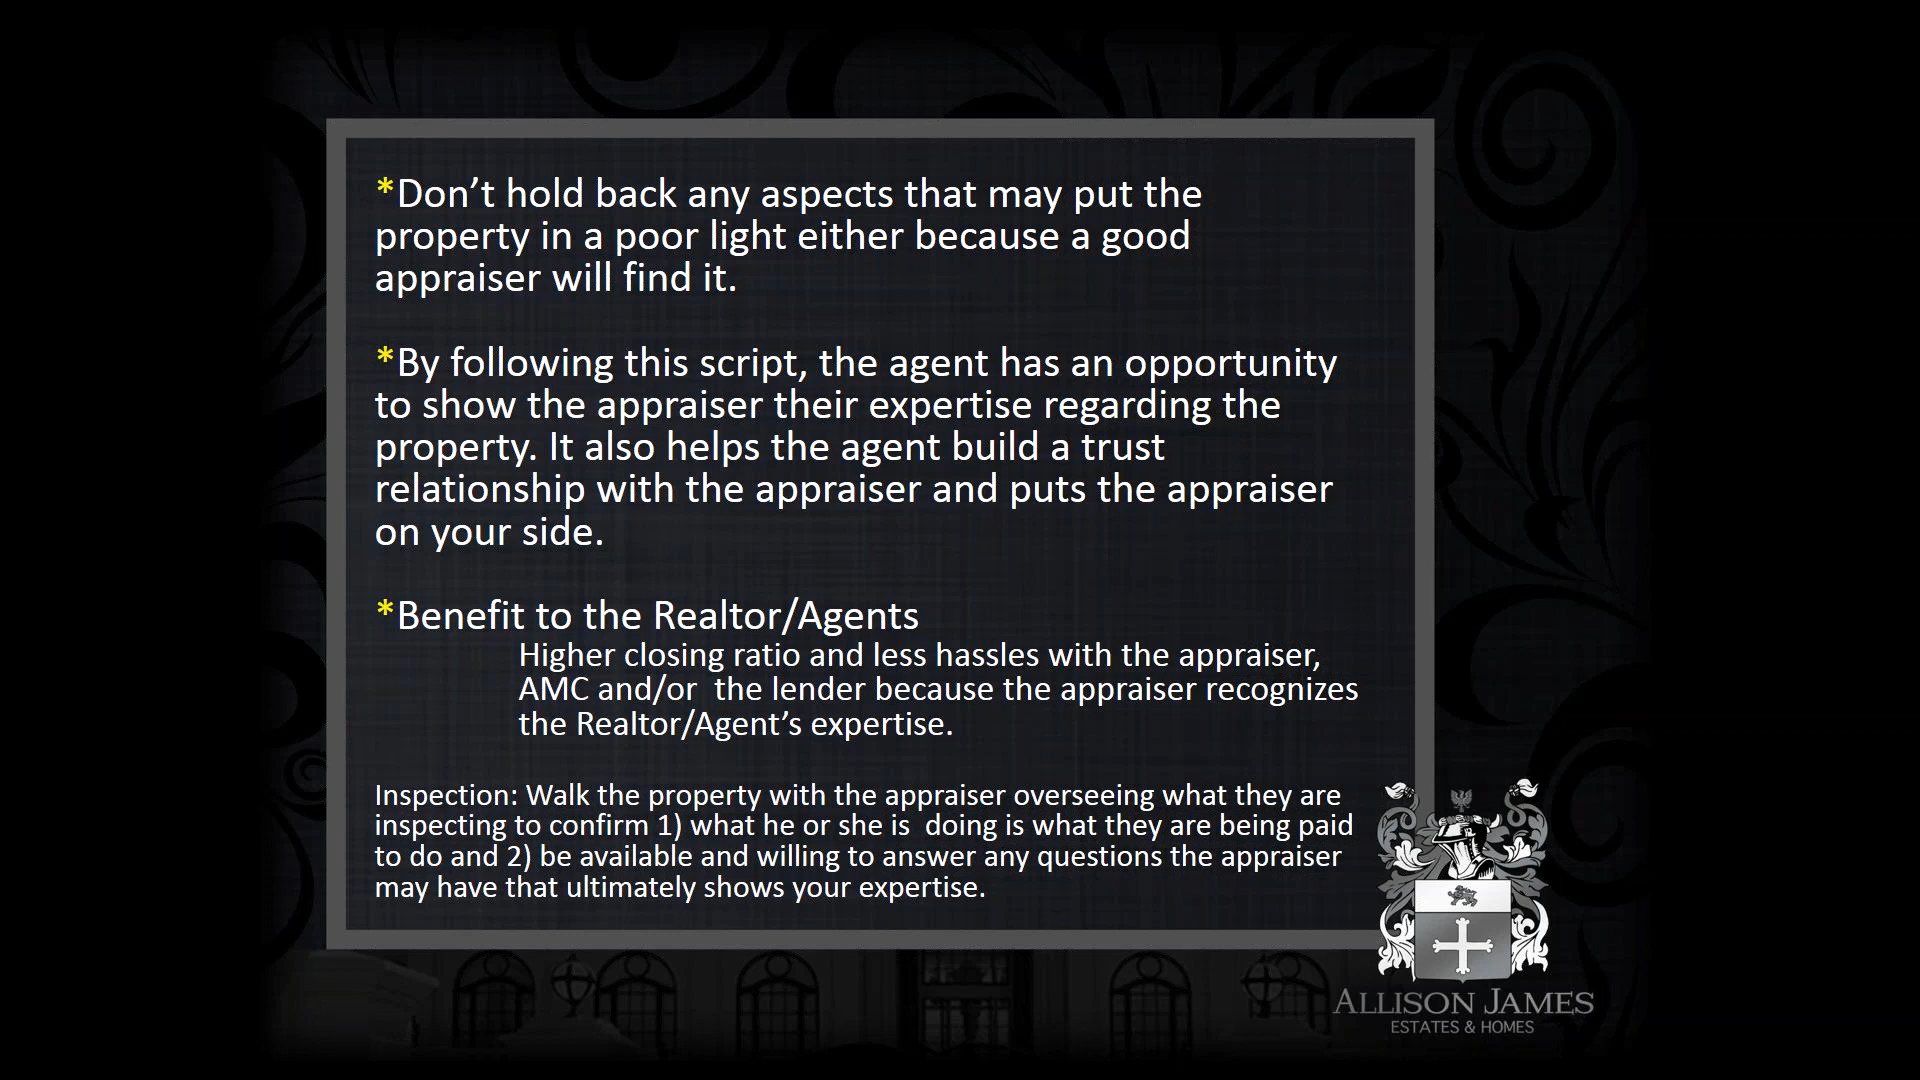 *Don’t hold back any aspects that may put the
property in a poor light either because a good
appraiser will find it.
*By following this script, the agent has an opportunity
to show the appraiser their expertise regarding the
property. It also helps the agent build a trust
relationship with the appraiser and puts the appraiser
on your side.
*Benefit to the Realtor/Agents
Higher closing ratio and less hassles with the appraiser,
AMC and/or  the lender because the appraiser recognizes
the Realtor/Agent’s expertise.
Inspection: Walk the property with the appraiser overseeing what they are
inspecting to confirm 1) what he or she is  doing is what they are being paid
to do and 2) be available and willing to answer any questions the appraiser
may have that ultimately shows your expertise.
ALLISON JAMES
ESTATES & HOMES